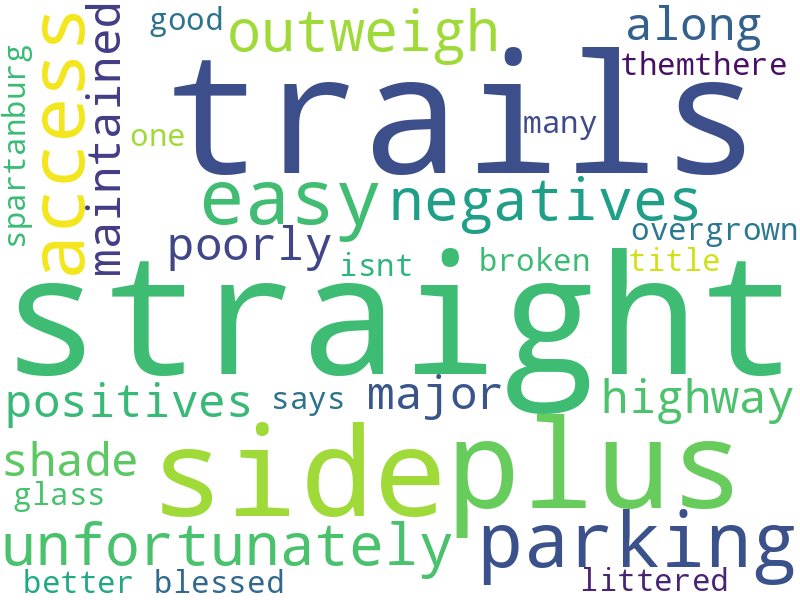 good
outweigh
along
themthere
spartanburg
access
maintained
trails
one
many
easy
negatives
overgrown
poorly
isnt
broken
title
straight
positives
says
major
highway
shade
side
plus
glass
unfortunately
parking
better
blessed
littered